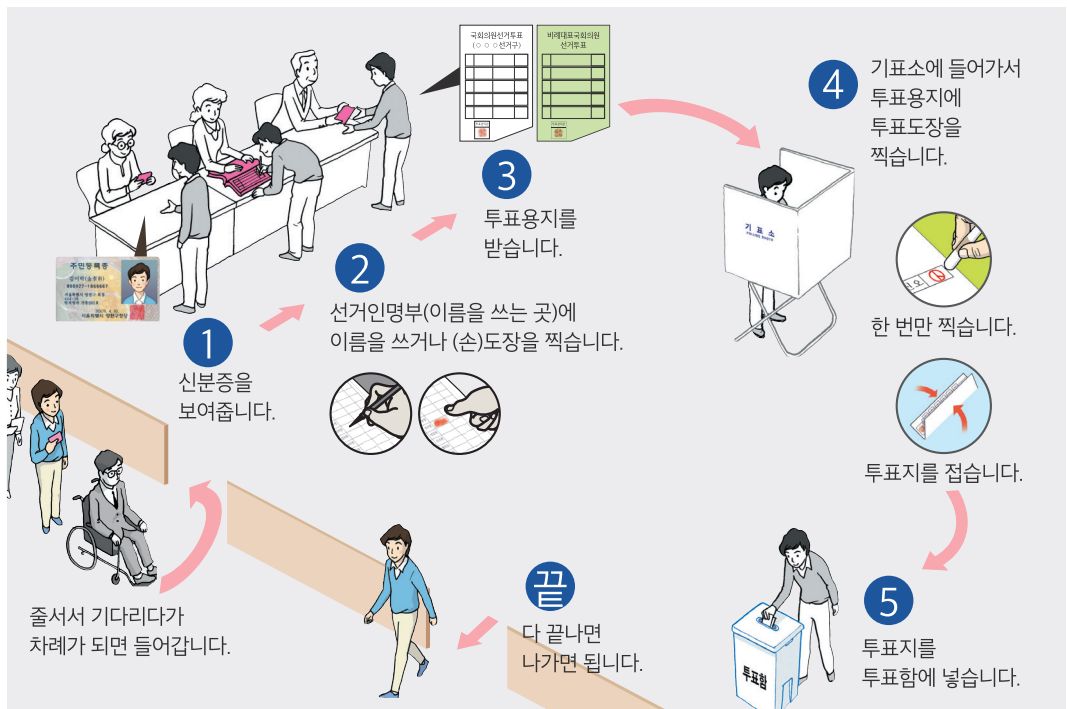 줄서서 기다리다가
차례가 되면 들어갑니다.
주민등록증
1
신분증을
보여줍니다.
2
선거인명부(이름을 쓰는 곳)에
이름을 쓰거나 (손)도장을 찍습니다.
국회의원선거투표
(○ ○ ○선거구)
비례대표국회의원
선거투표
3
투표용지를
받습니다.
4
기표소에 들어가서
투표용지에
투표도장을
찍습니다.
기 표 소
한 번만 찍습니다.
투표지를 접습니다.
5
투표지를
투표함에 넣습니다.
투표함
끝
다 끝나면
나가면 됩니다.